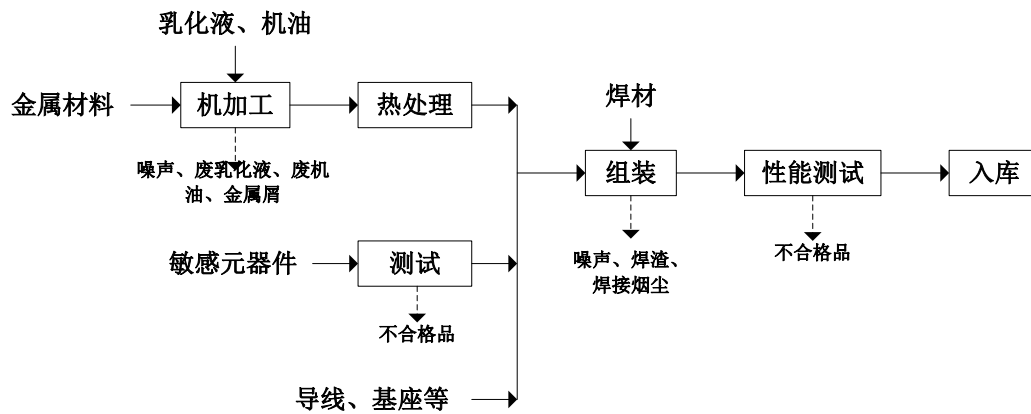 乳化液、机油
金属材料
机加工
热处理
噪声、废乳化液、废机
油、金属屑
焊材
组装
性能测试
入库
噪声、焊渣、
焊接烟尘
不合格品
敏感元器件
测试
不合格品
导线、基座等